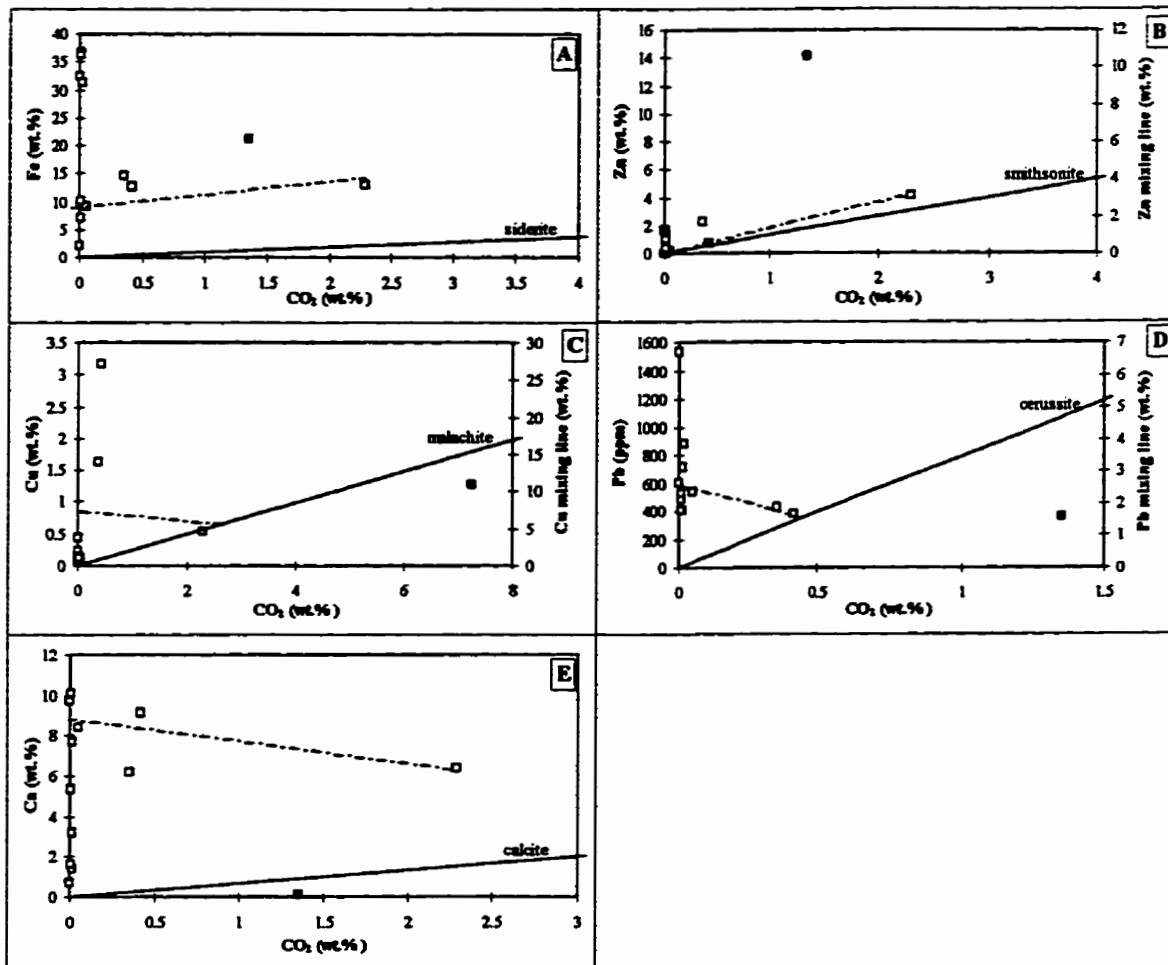 A
40
35
30
25
20
15
10
5
0
Fe (wt.%)
siderite
0 0.5 1 1.5 2 2.5 3 3.5 4
CO₂ (wt.%)
B
16
14
12
10
8
6
4
2
0
Zn (wt.%)
smithsonite
12
10
8
6
4
2
0
Zn mixing line (wt.%)
0 1 2 3 4
CO₂ (wt.%)
C
3.5
3
2.5
2
1.5
1
0.5
0
Cu (wt.%)
malachite
30
25
20
15
10
5
0
Cu mixing line (wt.%)
0 2 4 6 8
CO₂ (wt.%)
D
1600
1400
1200
1000
800
600
400
200
0
Pb (ppm)
cerussite
7
6
5
4
3
2
1
0
Pb mixing line (wt.%)
0 0.5 1 1.5
CO₂ (wt.%)
E
12
10
8
6
4
2
0
Ca (wt.%)
calcite
0 0.5 1 1.5 2 2.5 3
CO₂ (wt.%)